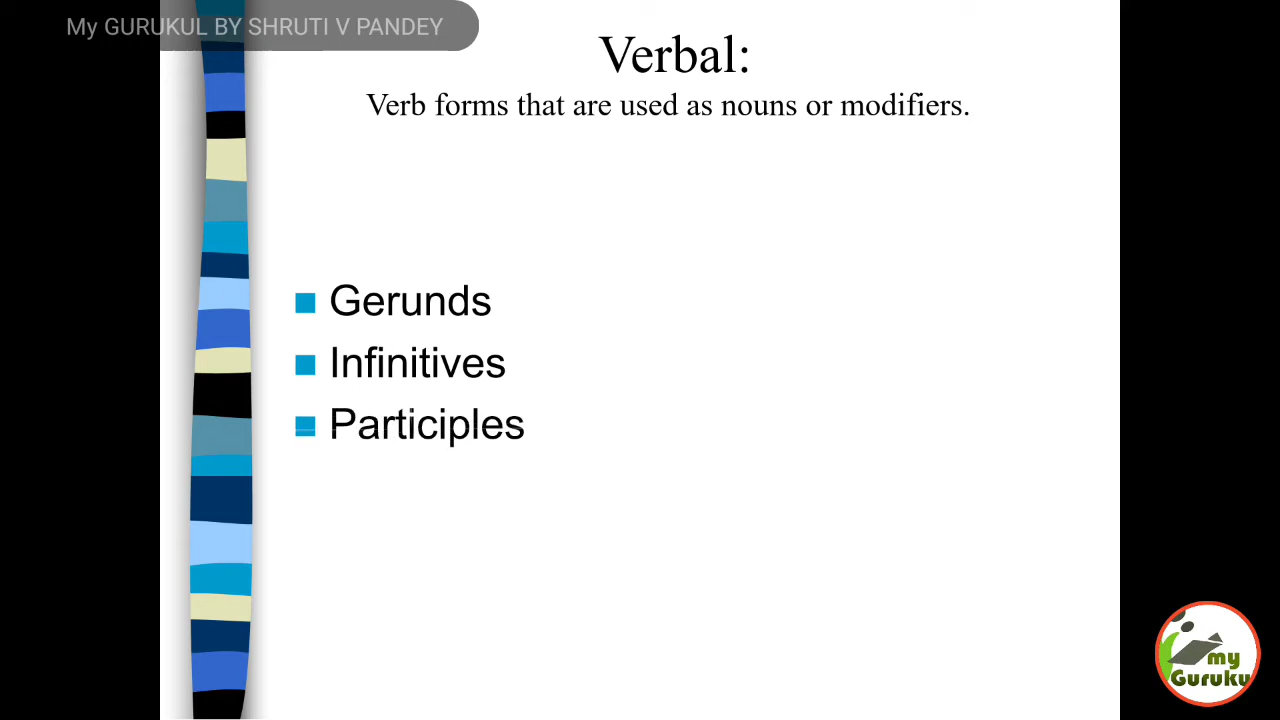 My GURUKUL BY SHRUTI V PANDEY
Verbal:
Verb forms that are used as nouns or modifiers.
Gerunds
Infinitives
Participles
my
Guruku